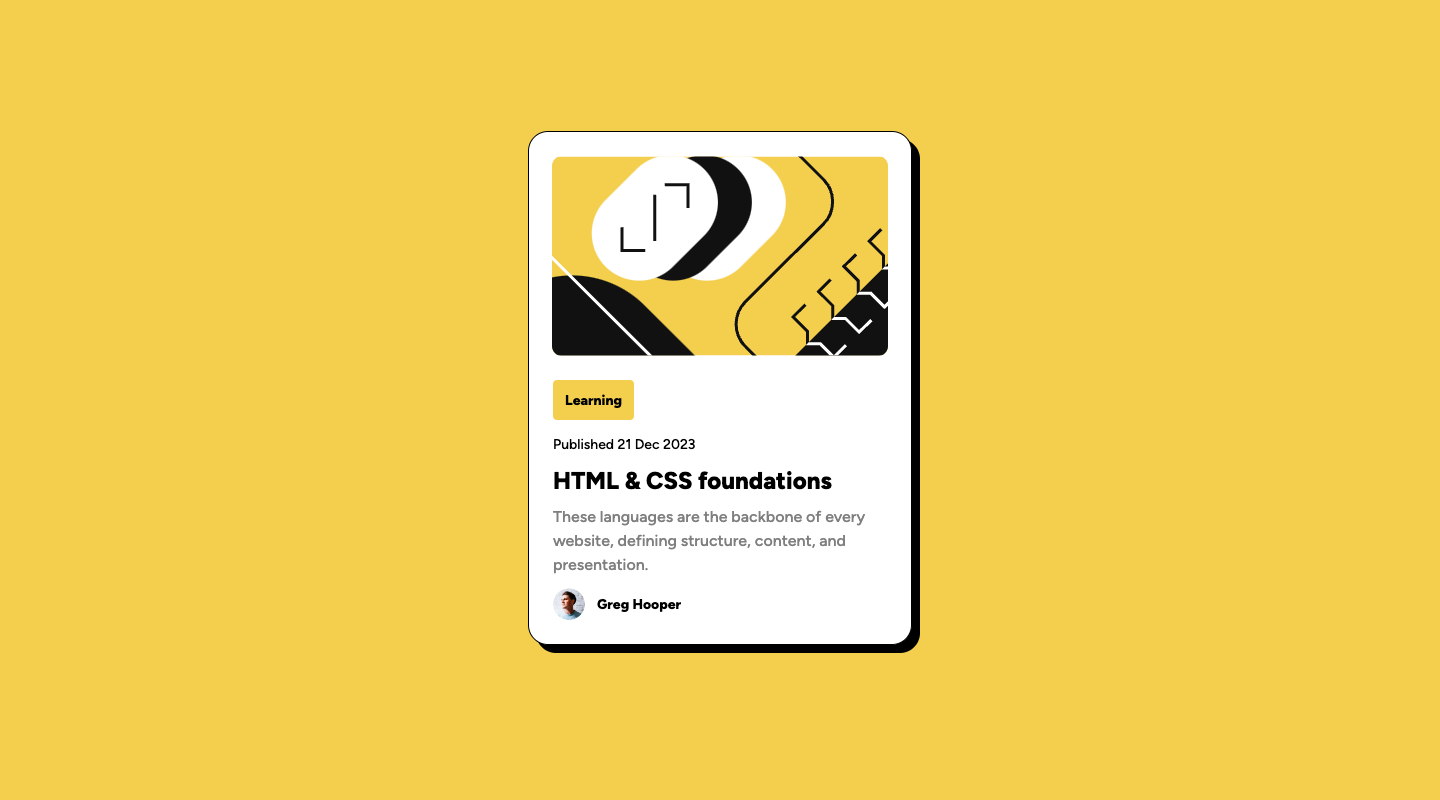 Learning
Published 21 Dec 2023
HTML & CSS foundations
These languages are the backbone of every
website, defining structure, content, and
presentation.
Greg Hooper